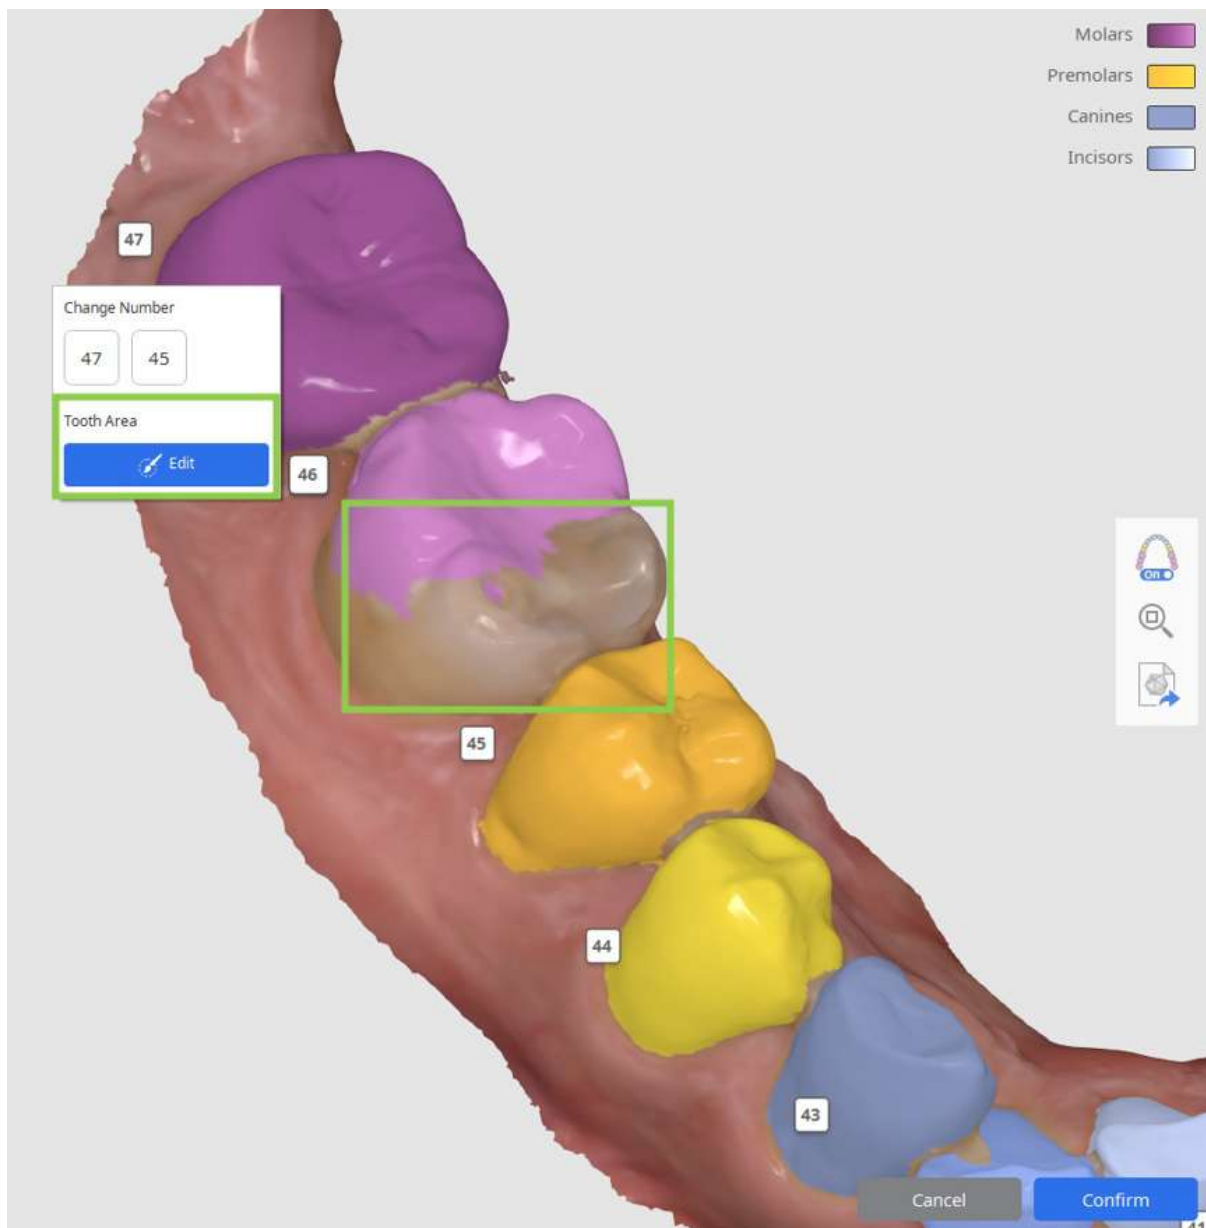 Molars
Premolars
Canines
Incisors
47
Change Number
47 45
Tooth Area
Edit
46
45
44
43
On
Cancel
Confirm